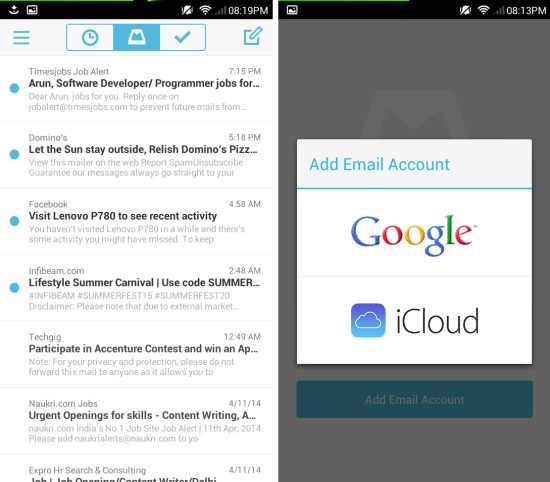 08:19PM
Timesjobs Job Alert 7:15 PM
Arun, Software Developer/ Programmer jobs for...
Dear Arun, jobs for you. Reply once on
jobalert@timesjobs.com to prevent future mails from...
Domino's 5:18 PM
Let the Sun stay outside, Relish Domino's Pizz...
View this mailer on the web Report SpamUnsubscribe
Guarantee our messages always go straight to your
Facebook 4:58 AM
Visit Lenovo P780 to see recent activity
You haven't visited Lenovo P780 in a while and there's
some activity you might have missed. To keep
Infibeam.com 2:48 AM
Lifestyle Summer Carnival | Use code SUMMER...
#INFIBEAM #SUMMERFEST15 #SUMMERFEST20
Disclaimer: Please note that due to external market...
Techgig 12:49 AM
Participate in Accenture Contest and win an Ap...
Note: For your privacy and protection, please do not
forward this mail to anyone as it allows you to
Naukri.com Jobs 4/11/14
Urgent Openings for skills - Content Writing, A...
naukri.com India's No.1 Job Site Job Alert | 11th Apr, 2014
Please add naukrialerts@naukri.com to yo
Expro Hr Search & Consulting 4/11/14
Job | Job Opening/Content Writer/Delhi
08:13PM
Add Email Account
Google™
iCloud
Add Email Account